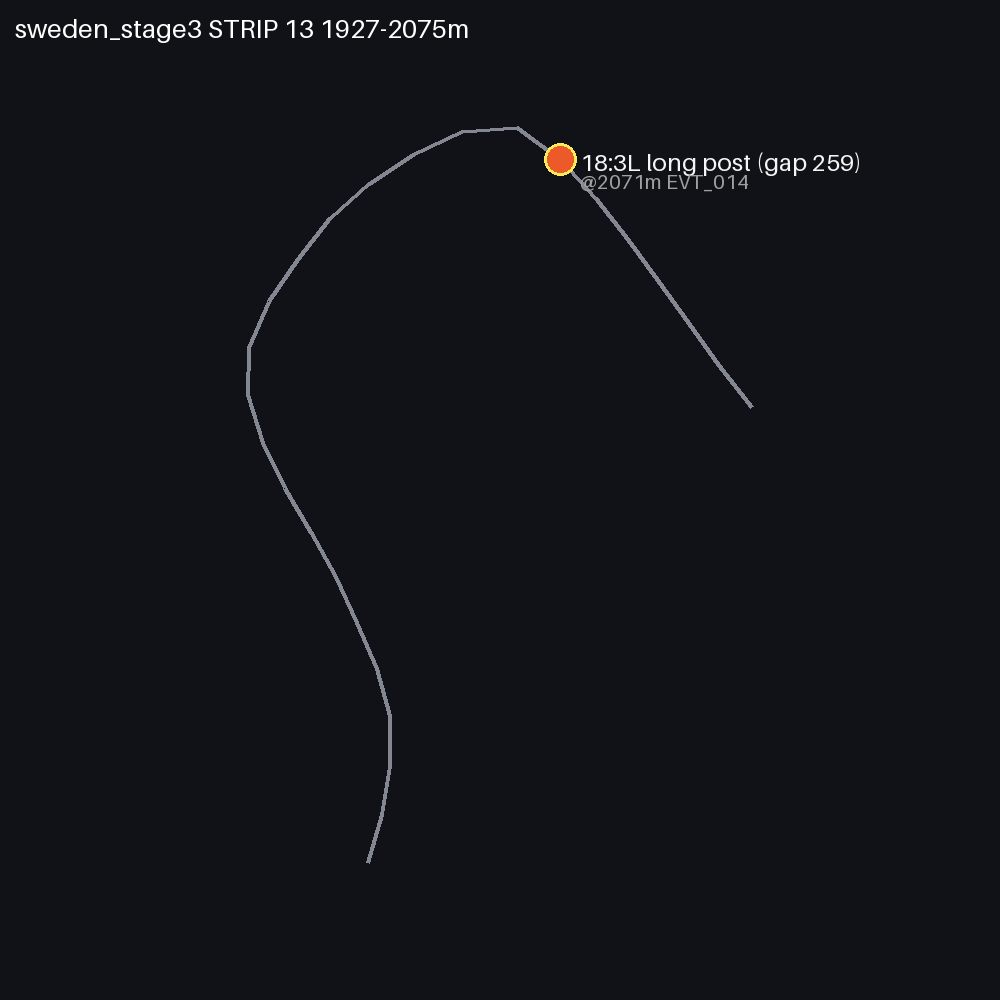 sweden_stage3 STRIP 13 1927-2075m
18:3L long post (gap 259)
@2071m EVT_014